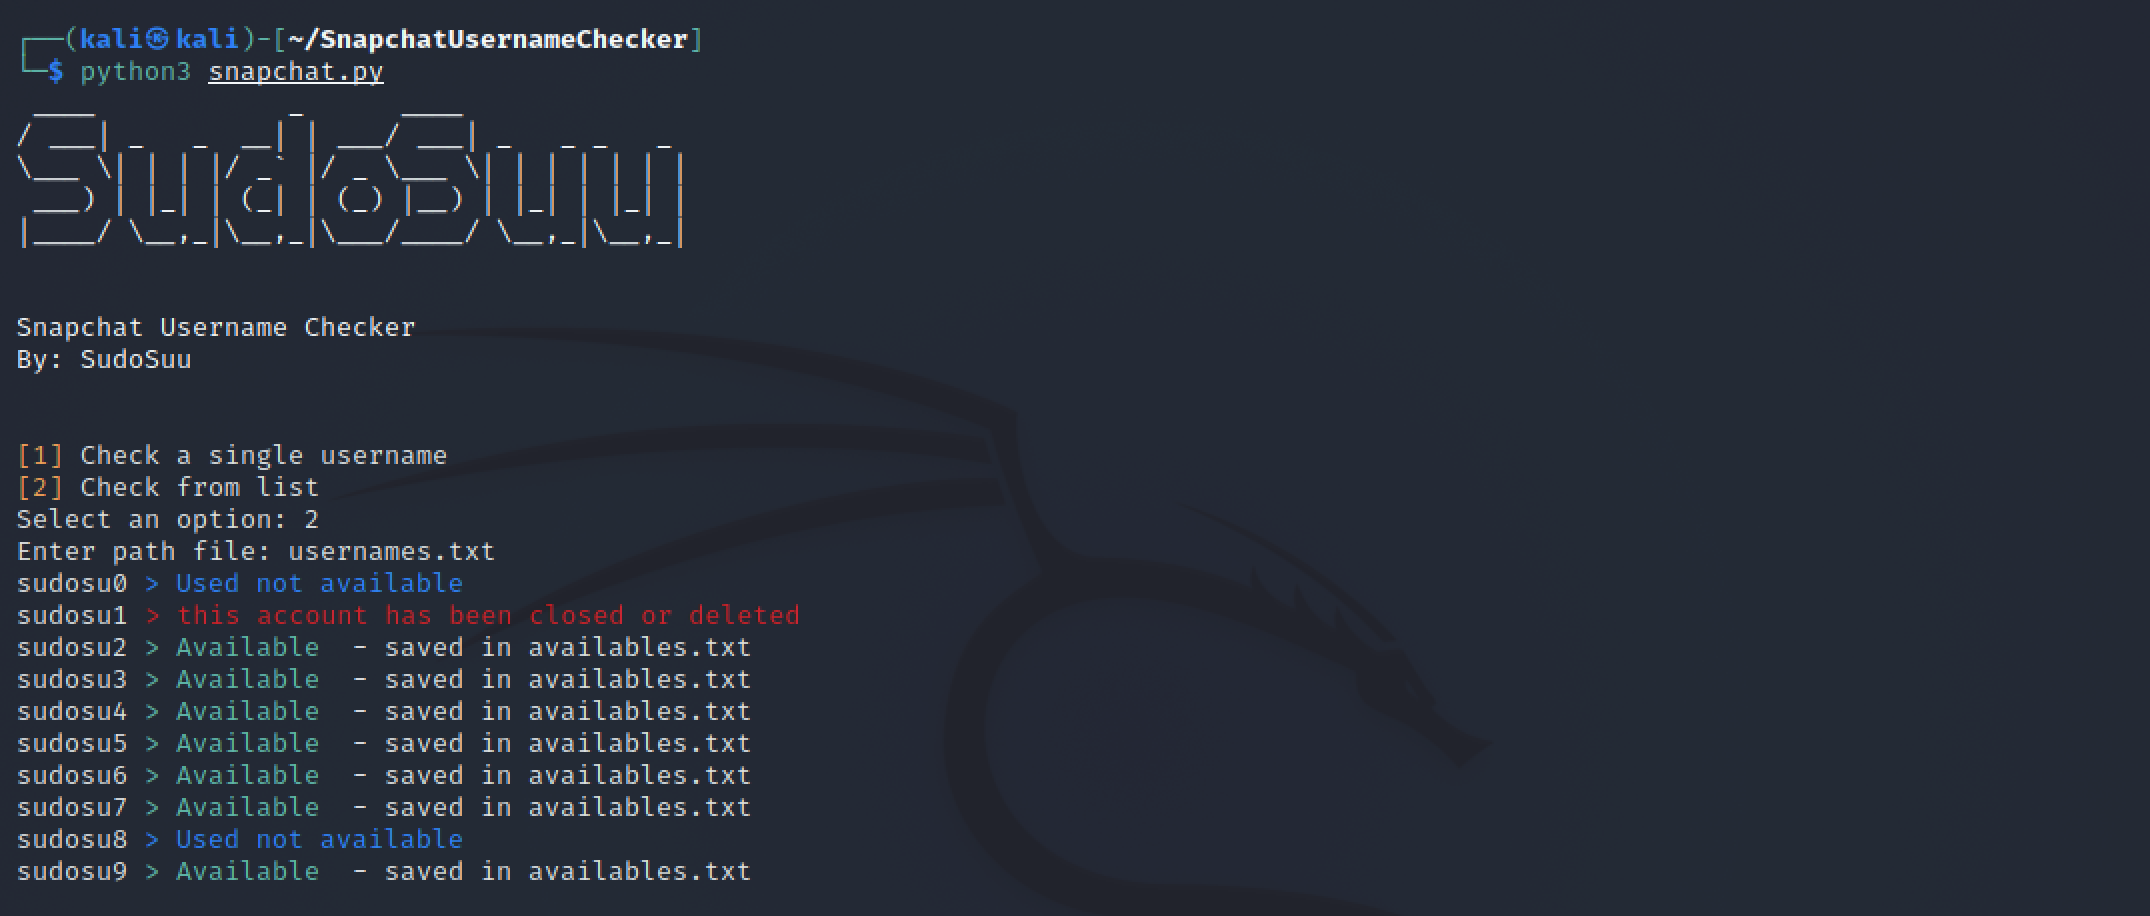 ┌──(kali㉿kali)-[~/SnapchatUsernameChecker]
└─$ python3 snapchat.py
SudoSuu
Snapchat Username Checker
By: SudoSuu
[1] Check a single username
[2] Check from list
Select an option: 2
Enter path file: usernames.txt
sudosu0 > Used not available
sudosu1 > this account has been closed or deleted
sudosu2 > Available  - saved in availables.txt
sudosu3 > Available  - saved in availables.txt
sudosu4 > Available  - saved in availables.txt
sudosu5 > Available  - saved in availables.txt
sudosu6 > Available  - saved in availables.txt
sudosu7 > Available  - saved in availables.txt
sudosu8 > Used not available
sudosu9 > Available  - saved in availables.txt